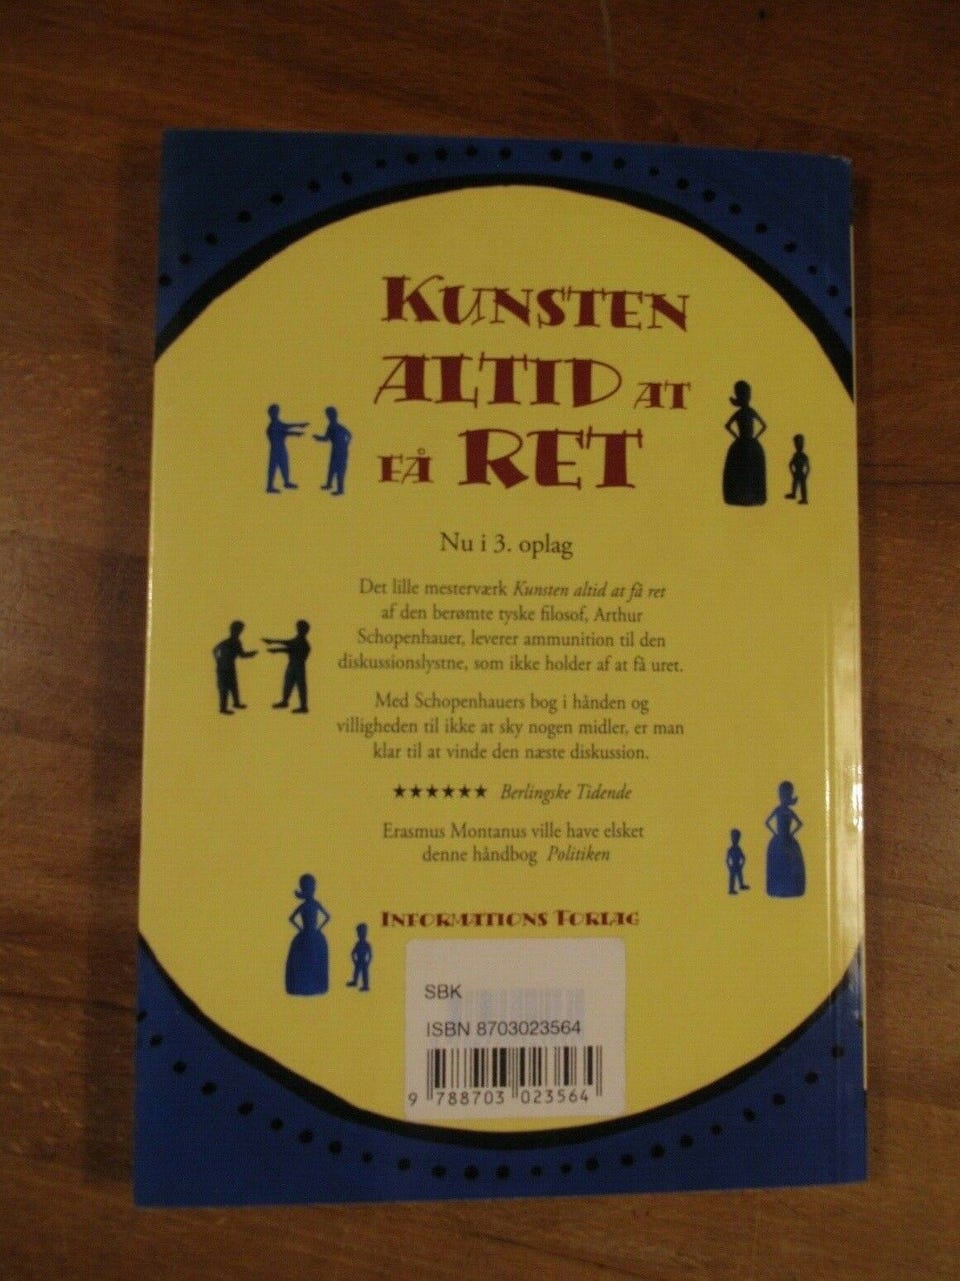 KUNSTEN
ALTID AT
FÅ RET
Nu i 3. oplag
Det lille mesterværk Kunsten altid at få ret
af den berømte tyske filosof, Arthur
Schopenhauer, leverer ammunition til den
diskussionslystne, som ikke holder af at få uret.
Med Schopenhauers bog i hånden og
villigheden til ikke at sky nogen midler, er man
klar til at vinde den næste diskussion.
★★★★★★ Berlingske Tidende
Erasmus Montanus ville have elsket
denne håndbog Politiken
INFORMATIONS FORLAG
SBK
ISBN 8703023564
9 788703 023564